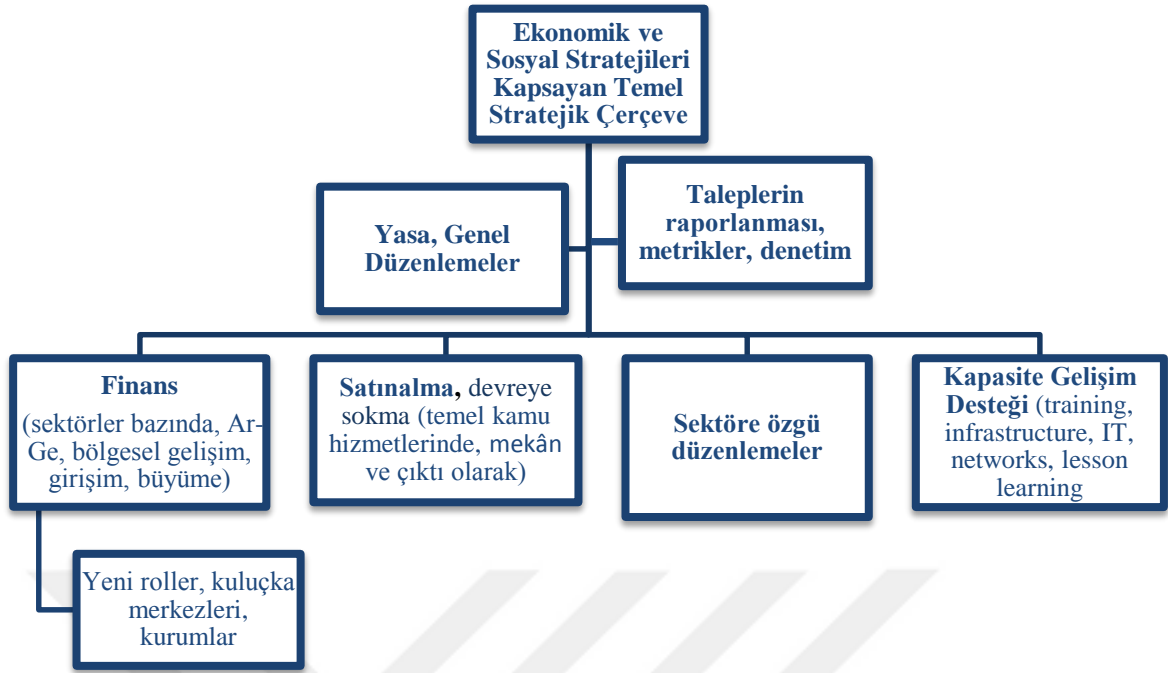 Ekonomik ve
Sosyal Stratejileri
Kapsayan Temel
Stratejik Çerçeve
Yasa, Genel
Düzenlemeler
Taleplerin
raporlanması,
metrikler, denetim
Finans
(sektörler bazında, Ar-
Ge, bölgesel gelişim,
girişim, büyüme)
Satınalma, devreye
sokma (temel kamu
hizmetlerinde, mekân
ve çıktı olarak)
Sektöre özgü
düzenlemeler
Kapasite Gelişim
Desteği (training,
infrastructure, IT,
networks, lesson
learning
Yeni roller, kuluçka
merkezleri,
kurumlar